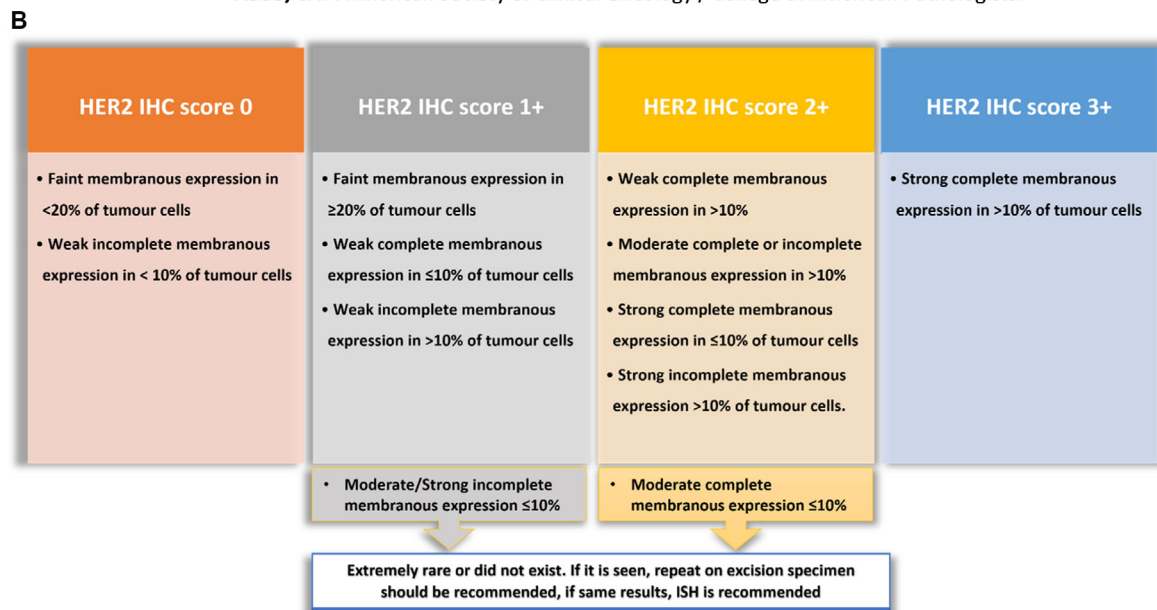 B
HER2 IHC score 0
• Faint membranous expression in
<20% of tumour cells
• Weak incomplete membranous
expression in < 10% of tumour cells
HER2 IHC score 1+
• Faint membranous expression in
≥20% of tumour cells
• Weak complete membranous
expression in ≤10% of tumour cells
• Weak incomplete membranous
expression in >10% of tumour cells
• Moderate/Strong incomplete
membranous expression ≤10%
HER2 IHC score 2+
• Weak complete membranous
expression in >10%
• Moderate complete or incomplete
membranous expression in >10%
• Strong complete membranous
expression in ≤10% of tumour cells
• Strong incomplete membranous
expression >10% of tumour cells.
• Moderate complete
membranous expression ≤10%
HER2 IHC score 3+
• Strong complete membranous
expression in >10% of tumour cells
Extremely rare or did not exist. If it is seen, repeat on excision specimen
should be recommended, if same results, ISH is recommended